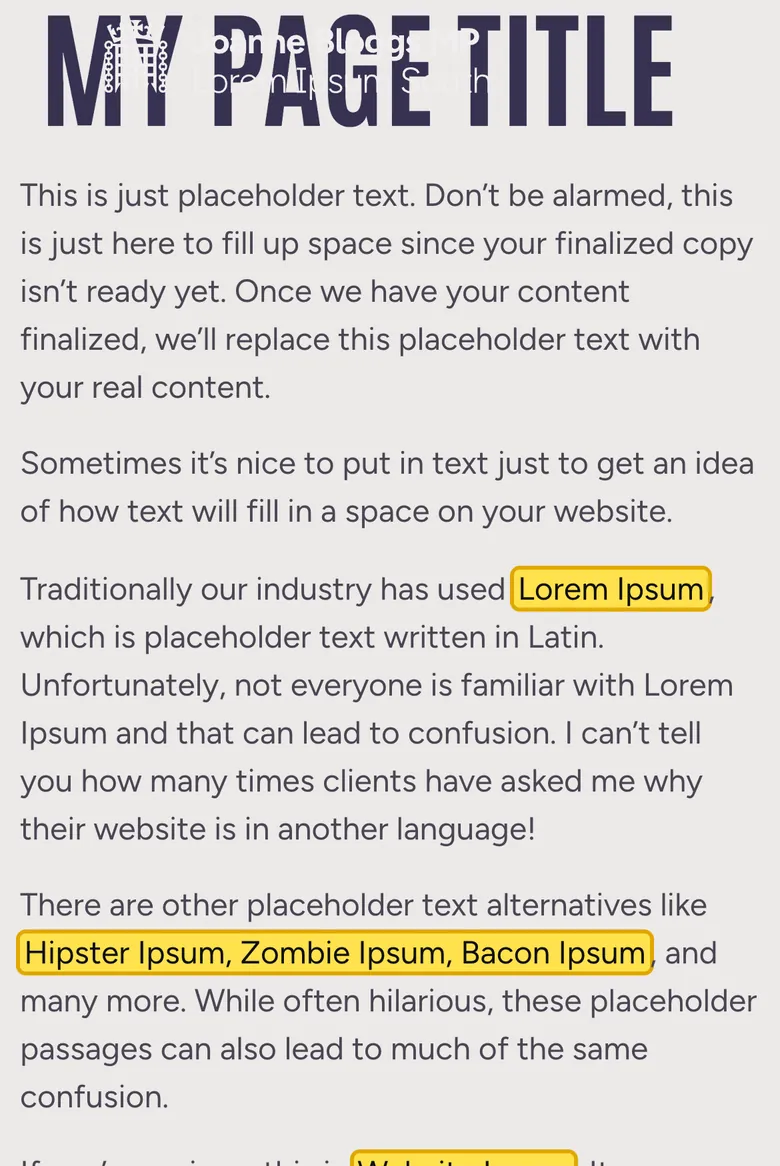 MY PAGE TITLE
Joanne Bloggs MP
Lorem Ipsum South
This is just placeholder text. Don’t be alarmed, this
is just here to fill up space since your finalized copy
isn’t ready yet. Once we have your content
finalized, we’ll replace this placeholder text with
your real content.
Sometimes it’s nice to put in text just to get an idea
of how text will fill in a space on your website.
Traditionally our industry has used Lorem Ipsum,
which is placeholder text written in Latin.
Unfortunately, not everyone is familiar with Lorem
Ipsum and that can lead to confusion. I can’t tell
you how many times clients have asked me why
their website is in another language!
There are other placeholder text alternatives like
Hipster Ipsum, Zombie Ipsum, Bacon Ipsum, and
many more. While often hilarious, these placeholder
passages can also lead to much of the same
confusion.